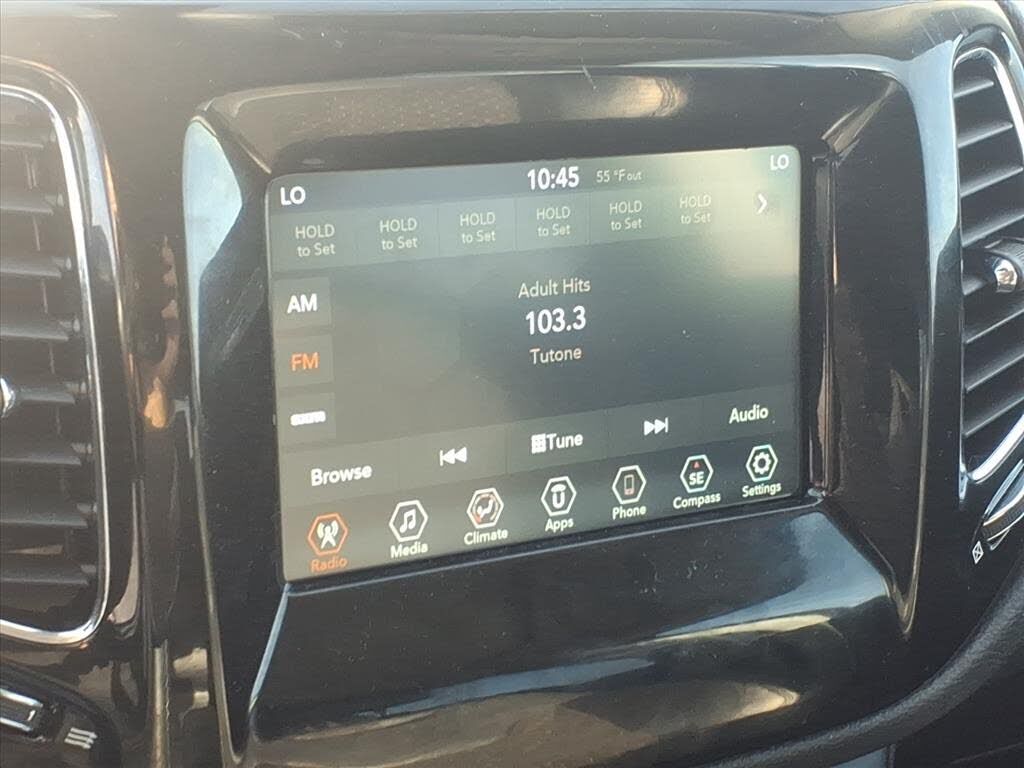 LO 10:45 55 °F out LO
HOLD to Set
HOLD to Set
HOLD to Set
HOLD to Set
HOLD to Set
HOLD to Set
AM
FM
Adult Hits
103.3
Tutone
Browse
Tune
Audio
Radio
Media
Climate
Apps
Phone
SE
Compass
Settings